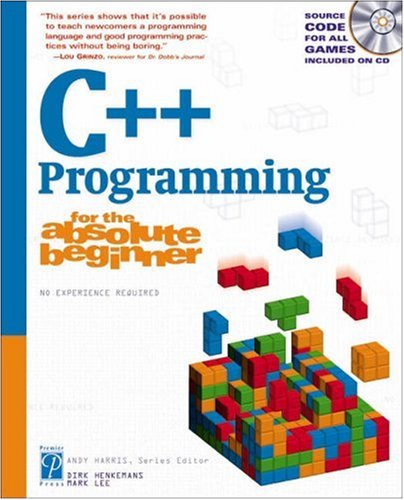 "This series shows that it's possible
to teach newcomers a programming
language and good programming prac-
tices without being boring."
—LOU GRINZO, reviewer for Dr. Dobb's Journal
SOURCE
CODE
FOR ALL
GAMES
INCLUDED ON CD
C++
Programming
for the
absolute
beginner
NO EXPERIENCE REQUIRED
Premier
Press
ANDY HARRIS, Series Editor
DIRK HENKEMANS
MARK LEE